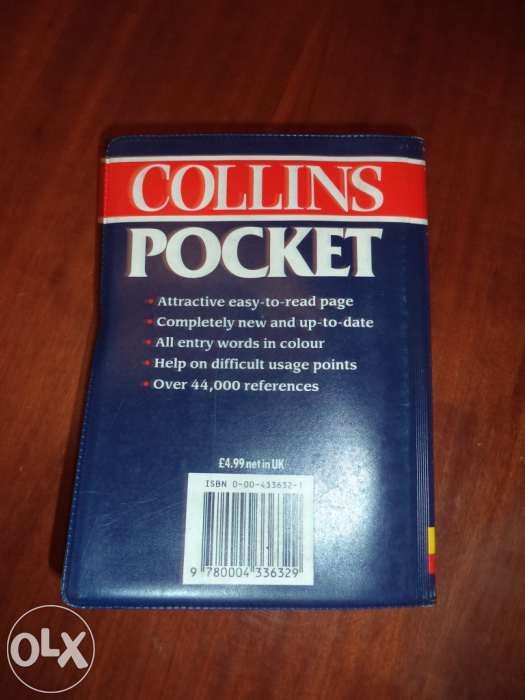 COLLINS
POCKET
• Attractive easy-to-read page
• Completely new and up-to-date
• All entry words in colour
• Help on difficult usage points
• Over 44,000 references
£4.99 net in UK
ISBN 0-00-433632-1
9 780004 336329
OLX